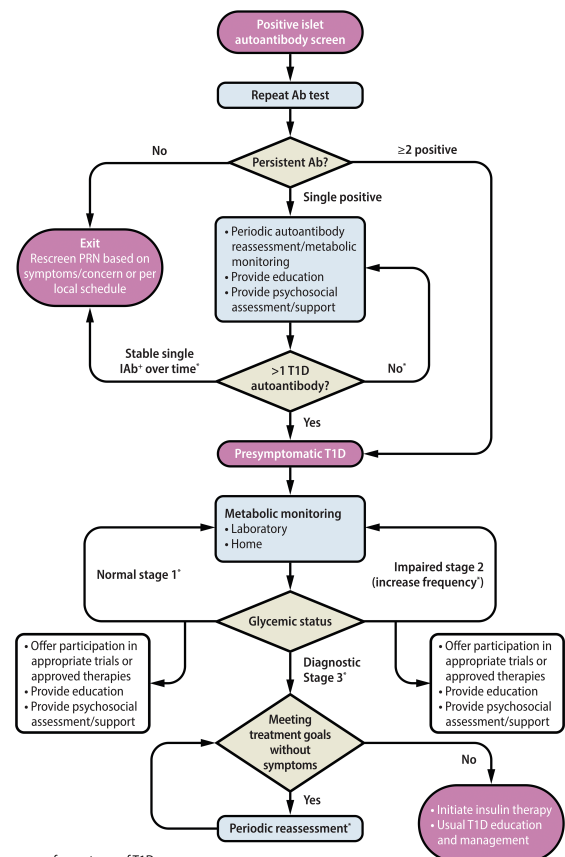 Positive islet
autoantibody screen
Repeat Ab test
Persistent Ab?
No
≥2 positive
Single positive
Exit
Rescreen PRN based on
symptoms/concern or per
local schedule
• Periodic autoantibody
reassessment/metabolic
monitoring
• Provide education
• Provide psychosocial
assessment/support
Stable single
IAb⁺ over time*
>1 T1D
autoantibody?
No*
Yes
Presymptomatic T1D
Metabolic monitoring
• Laboratory
• Home
Normal stage 1*
Impaired stage 2
(increase frequency*)
Glycemic status
• Offer participation in
appropriate trials or
approved therapies
• Provide education
• Provide psychosocial
assessment/support
Diagnostic
Stage 3*
• Offer participation in
appropriate trials or
approved therapies
• Provide education
• Provide psychosocial
assessment/support
Meeting
treatment goals
without
symptoms
No
Yes
Periodic reassessment*
• Initiate insulin therapy
• Usual T1D education
and management